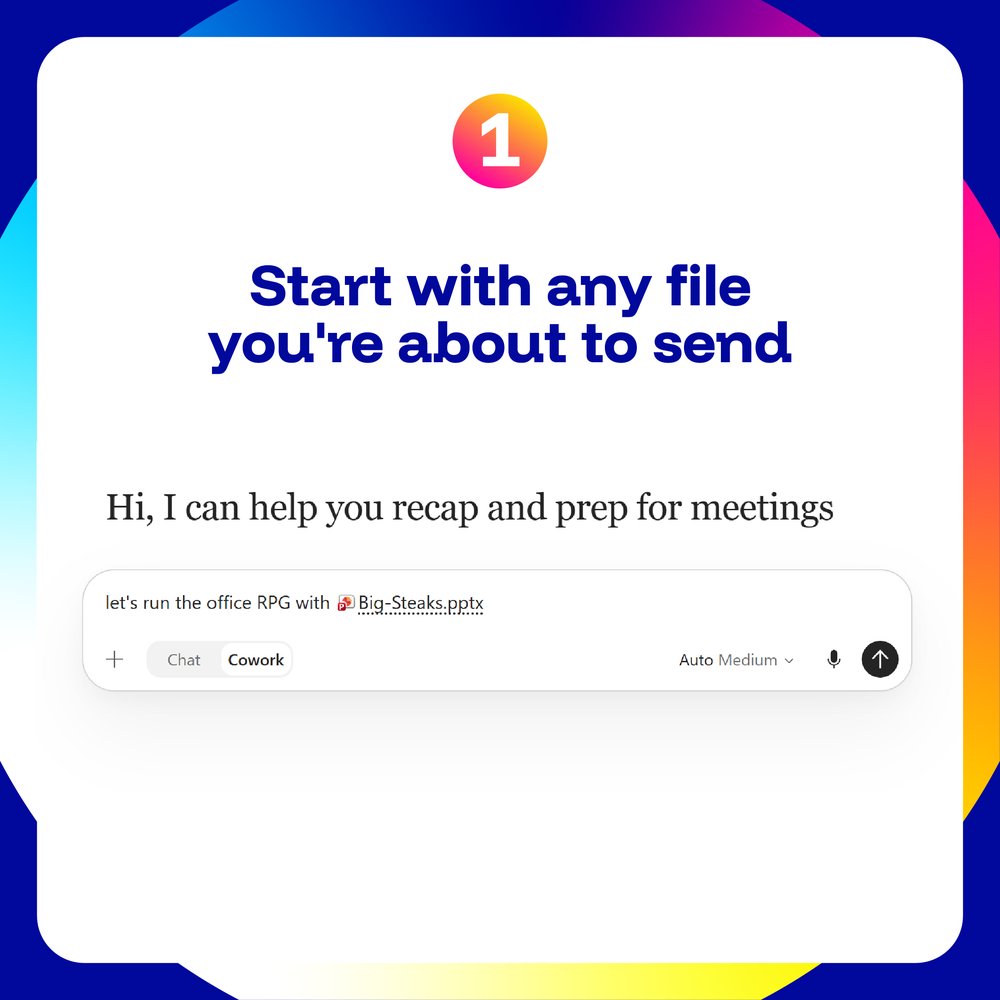 1
Start with any file
you're about to send
Hi, I can help you recap and prep for meetings
let's run the office RPG with Big-Steaks.pptx
Chat Cowork Auto Medium